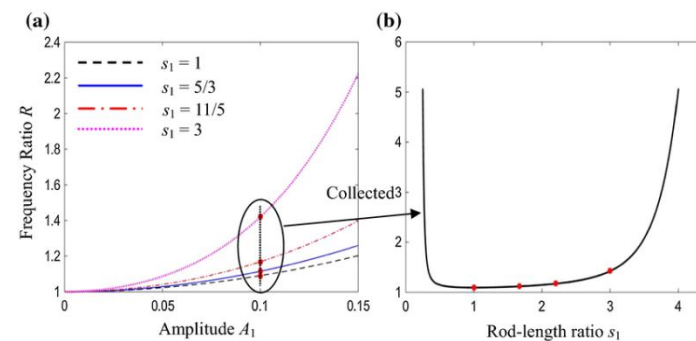 (a)
(b)
2.4
2.2
2
1.8
1.6
1.4
1.2
1
0
0.05
0.1
0.15
Frequency Ratio R
Amplitude A₁
s₁ = 1
s₁ = 5/3
s₁ = 11/5
s₁ = 3
Collected
6
5
4
3
2
1
0
1
2
3
4
Rod-length ratio s₁